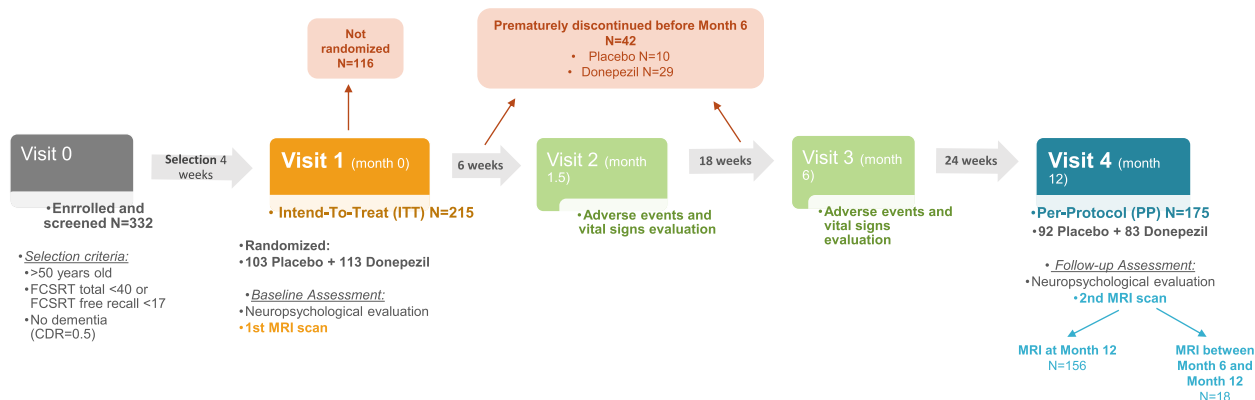 Not
randomized
N=116
Prematurely discontinued before Month 6
N=42
• Placebo N=10
• Donepezil N=29
Visit 0
Selection 4
weeks
Visit 1 (month 0)
6 weeks
Visit 2 (month
1.5)
18 weeks
Visit 3 (month
6)
24 weeks
Visit 4 (month
12)
•Enrrolled and
screened N=332
•Selection criteria:
•>50 years old
•FCSRT total <40 or
FCSRT free recall <17
•No dementia
(CDR=0.5)
• Intend-To-Treat (ITT) N=215
•Randomized:
•103 Placebo + 113 Donepezil
•Baseline Assessment:
•Neuropsychological evaluation
•1st MRI scan
•Adverse events and
vital signs evaluation
•Adverse events and
vital signs
evaluation
•Per-Protocol (PP) N=175
•92 Placebo + 83 Donepezil
• Follow-up Assessment:
•Neuropsychological evaluation
•2nd MRI scan
MRI at Month 12
N=156
MRI between
Month 6 and
Month 12
N=18